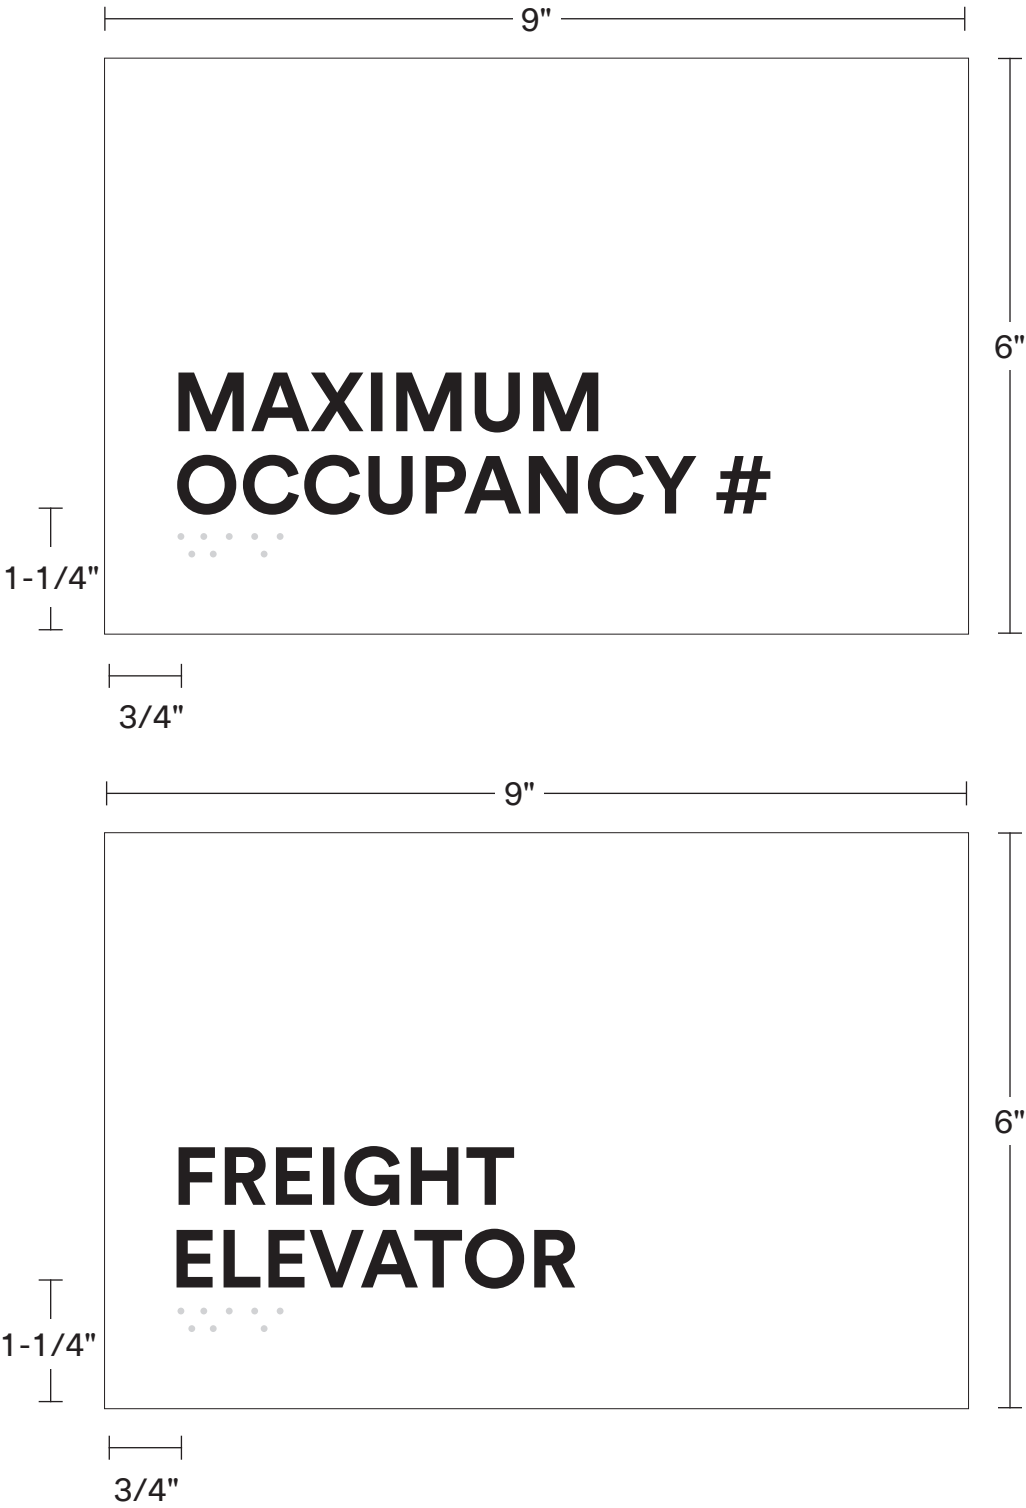 9"
6"
MAXIMUM
OCCUPANCY #
1-1/4"
3/4"
9"
6"
FREIGHT
ELEVATOR
1-1/4"
3/4"